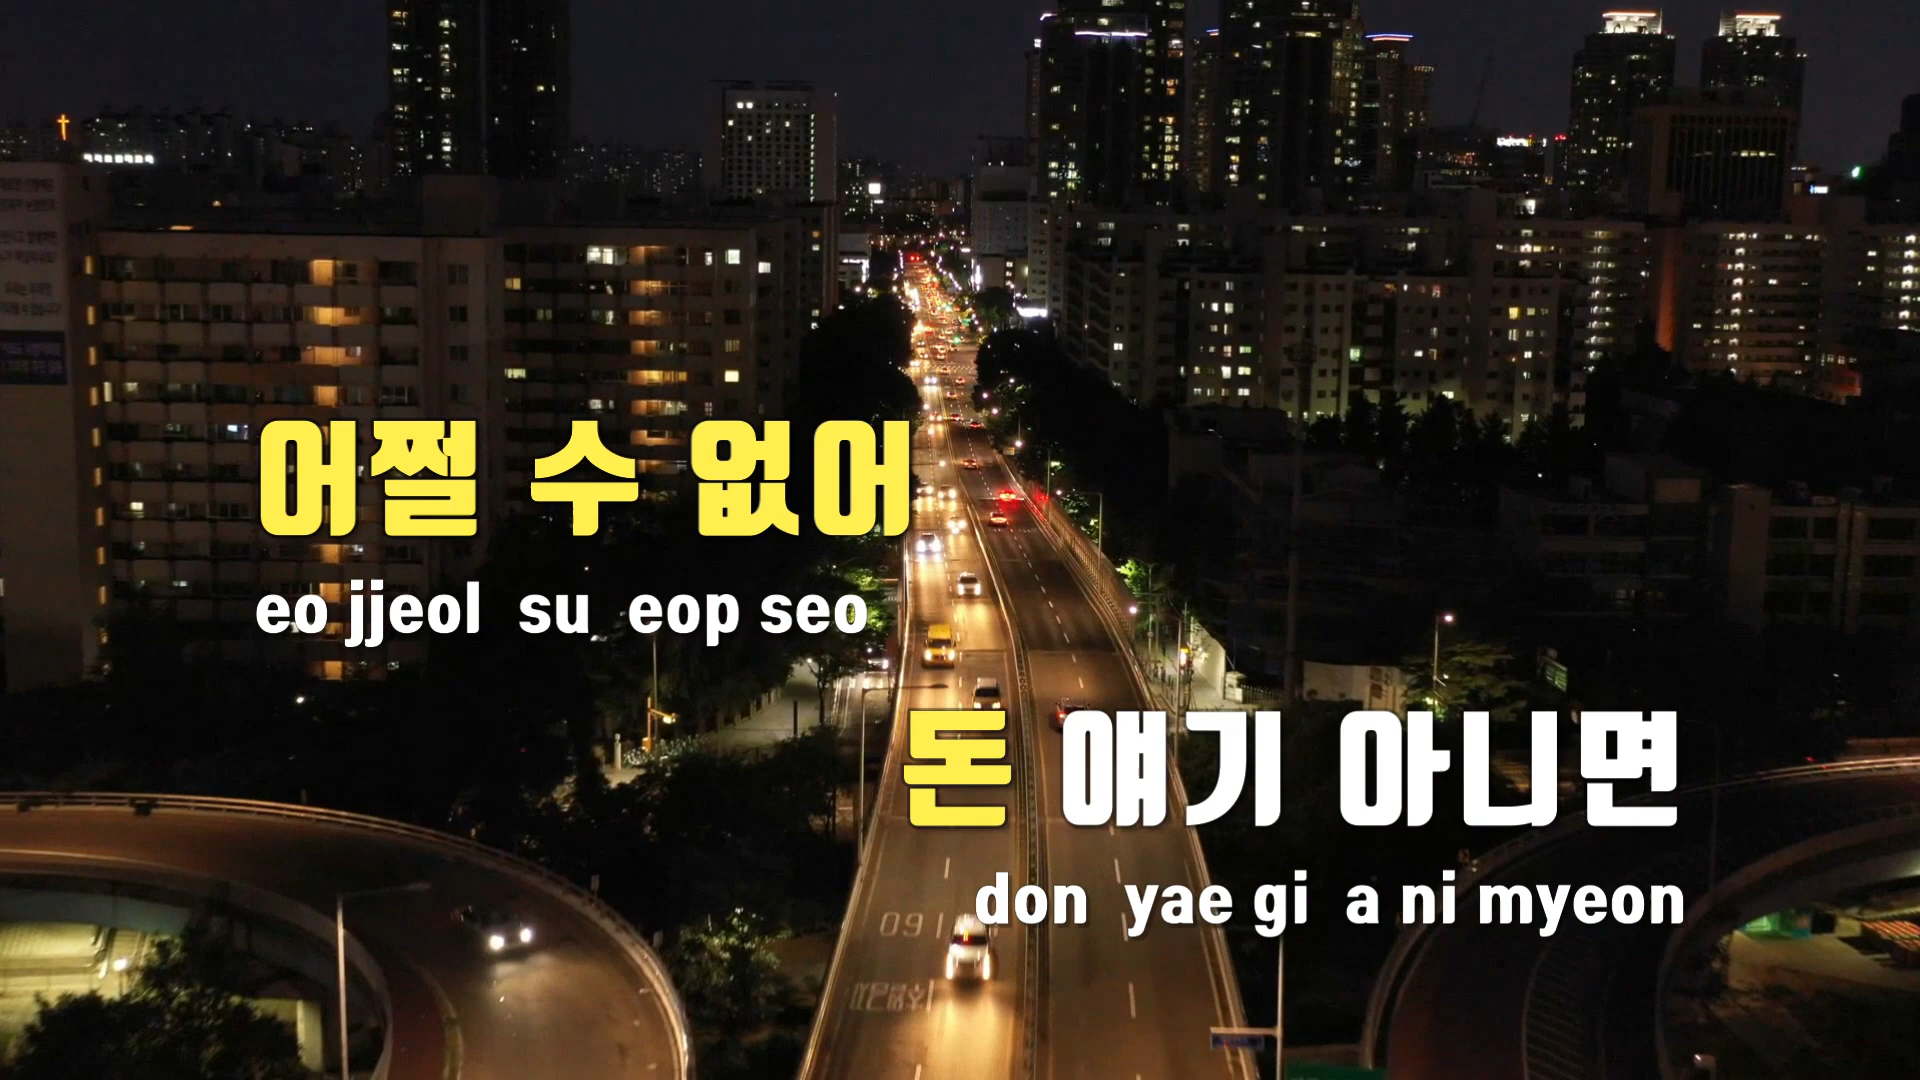 어쩔 수 없어
eo jjeol su eop seo
돈 얘기 아니면
don yae gi a ni myeon
091